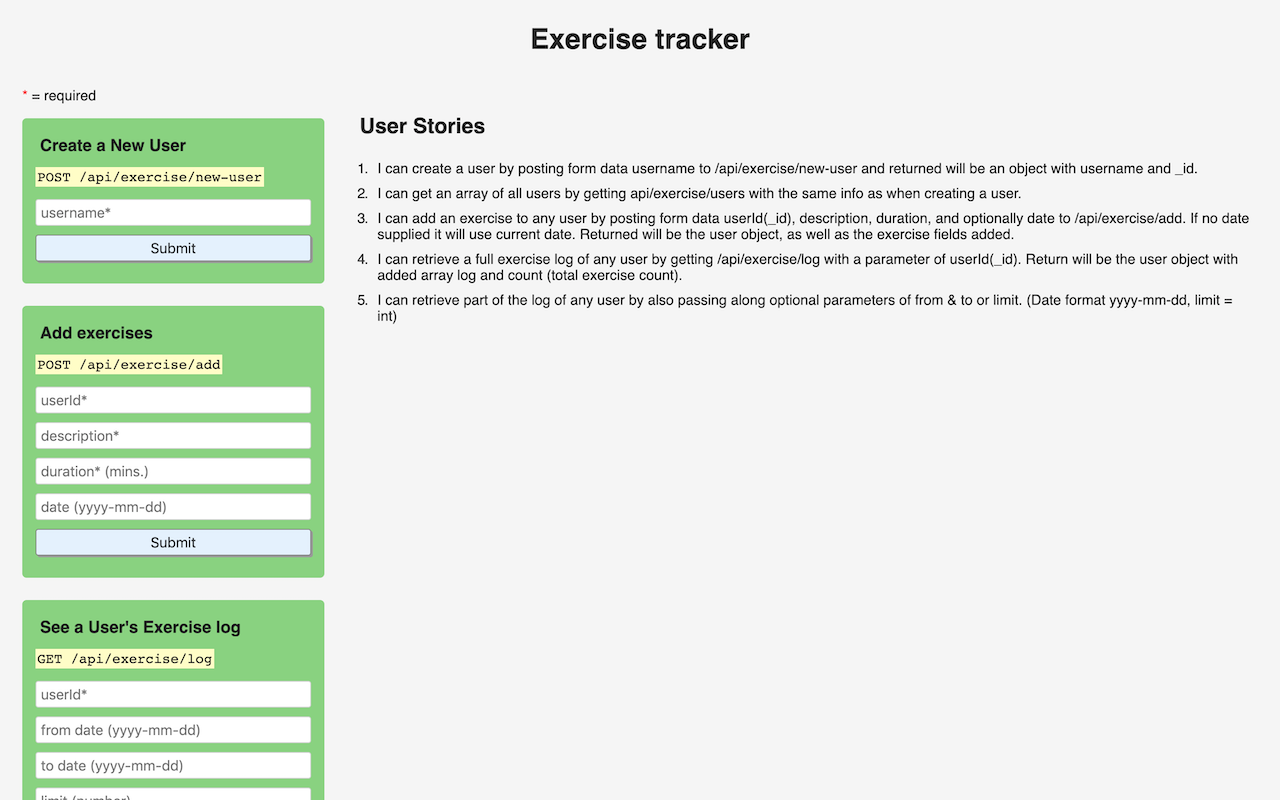 Exercise tracker
* = required
Create a New User
POST /api/exercise/new-user
username*
Submit
Add exercises
POST /api/exercise/add
userId*
description*
duration* (mins.)
date (yyyy-mm-dd)
Submit
See a User's Exercise log
GET /api/exercise/log
userId*
from date (yyyy-mm-dd)
to date (yyyy-mm-dd)
limit (number)
User Stories
1. I can create a user by posting form data username to /api/exercise/new-user and returned will be an object with username and _id.
2. I can get an array of all users by getting api/exercise/users with the same info as when creating a user.
3. I can add an exercise to any user by posting form data userId(_id), description, duration, and optionally date to /api/exercise/add. If no date
supplied it will use current date. Returned will be the user object, as well as the exercise fields added.
4. I can retrieve a full exercise log of any user by getting /api/exercise/log with a parameter of userId(_id). Return will be the user object with
added array log and count (total exercise count).
5. I can retrieve part of the log of any user by also passing along optional parameters of from & to or limit. (Date format yyyy-mm-dd, limit =
int)